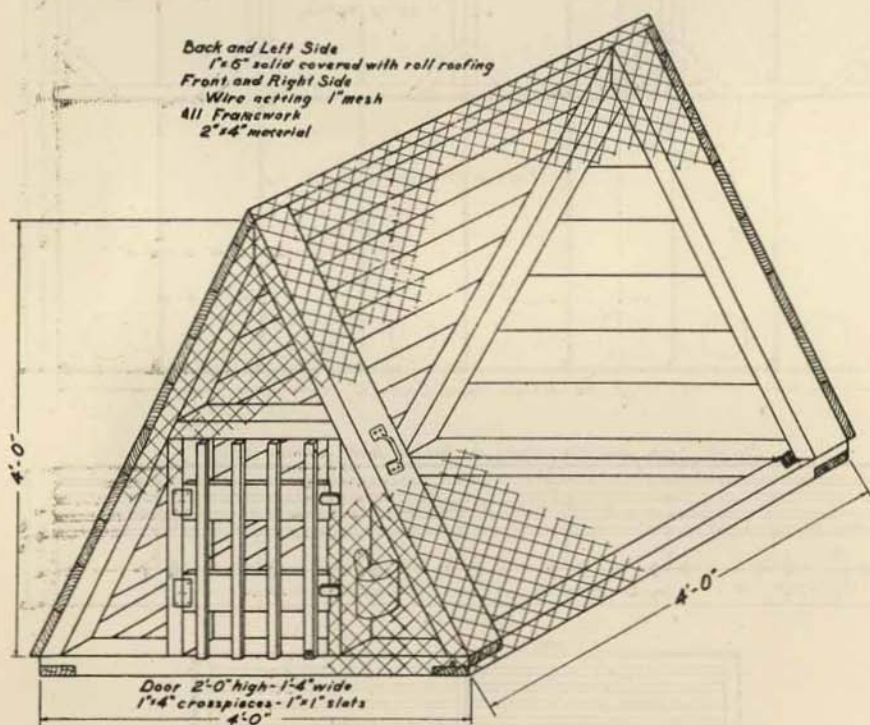 Back and Left Side
1"x6" solid covered with roll roofing
Front and Right Side
Wire netting 1" mesh
All Framework
2"x4" material
4'-0"
4'-0"
Door 2'-0" high - 1'-4" wide
1"x4" crosspieces - 1"x1" slats
4'-0"